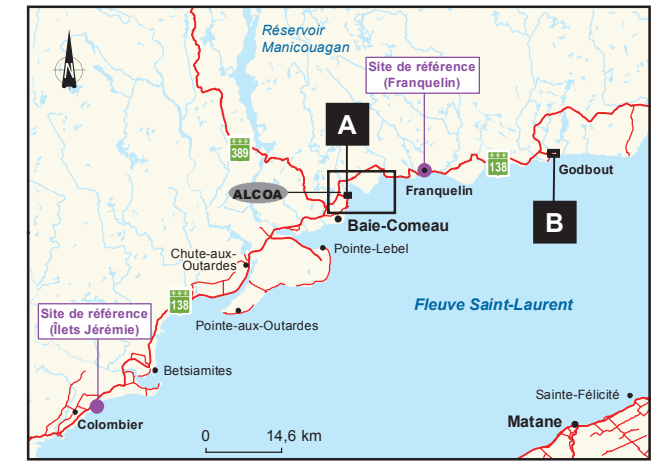 Réservoir
Manicouagan
Site de référence
(Franquelin)
N
A
389
138
Godbout
ALCOA
Franquelin
B
Baie-Comeau
Chute-aux-
Outardes
Pointe-Lebel
138
Fleuve Saint-Laurent
Site de référence
(Îlets Jérémie)
Pointe-aux-Outardes
Betsiamites
Sainte-Félicité
Colombier
Matane
0 14,6 km